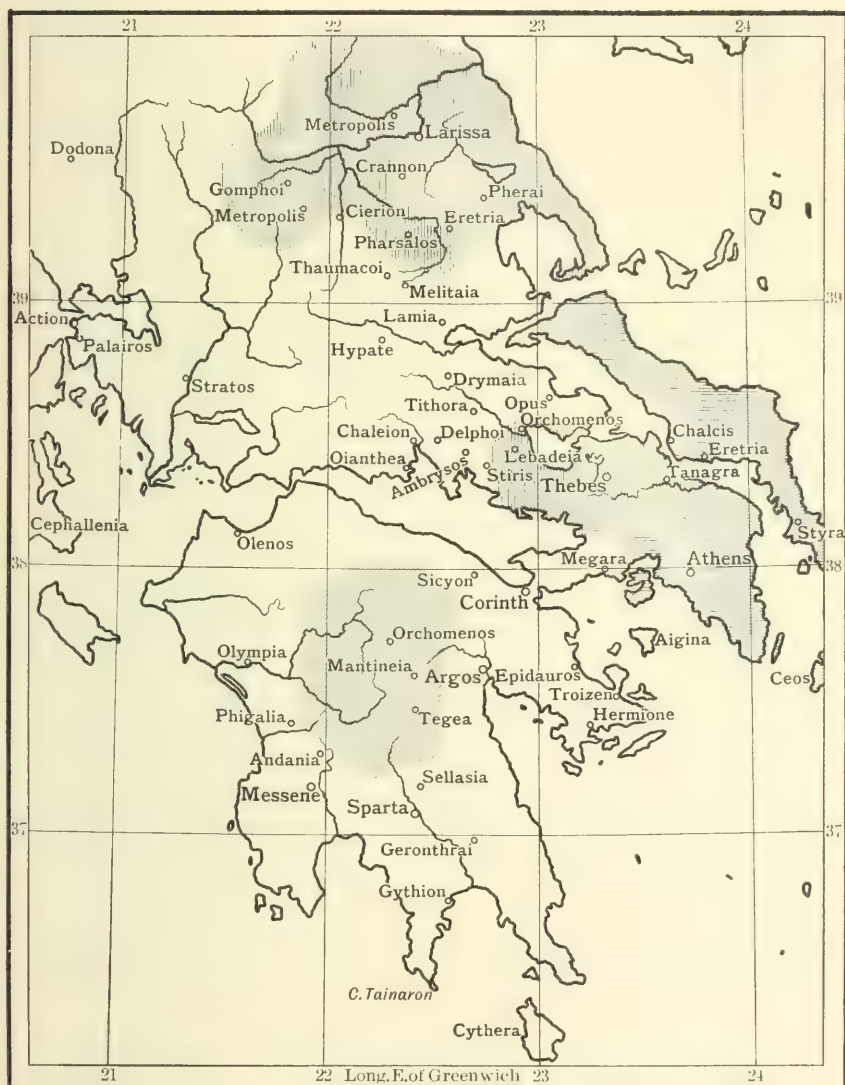 21
22
23
24
Metropolis
Larissa
Dodona
Crannon
Gomphoi
Pherai
Metropolis
Cierion
Eretria
Pharsalos
Thaumacoi
39
Melitaia
39
Action
Lamia
Palairos
Hypate
Stratos
Drymaia
Tithora
Opus
Orchomenos
Chaleion
Delphoi
Chalcis
Oianthea
Ambrysos
Lebadeia
Eretria
Stiris
Thebes
Tanagra
Cephallenia
Olenos
Styra
38
Megara
Athens
38
Sicyon
Corinth
Orchomenos
Aigina
Olympia
Mantineia
Argos
Epidauros
Ceos
Troizen
Phigalia
Tegea
Hermione
Andania
Messene
Sellasia
Sparta
37
37
Geronthrai
Gythion
C. Tainaron
Cythera
21
22
Long. E. of Greenwich
23
24